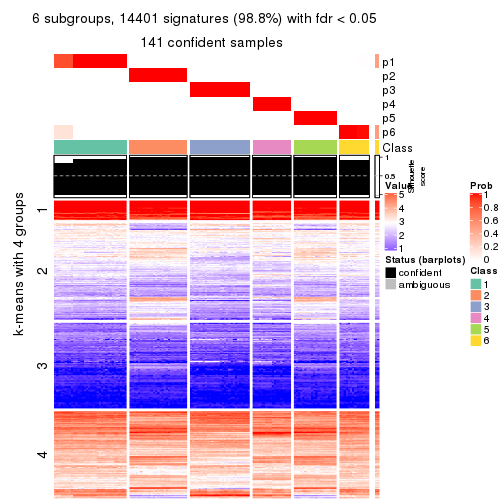 6 subgroups, 14401 signatures (98.8%) with fdr < 0.05
141 confident samples
p1
p2
p3
p4
p5
p6
Class
1
0.5
0
Silhouette
score
k-means with 4 groups
1
2
3
4
Value
5
4
3
2
1
Status (barplots)
confident
ambiguous
Prob
1
0.8
0.6
0.4
0.2
0
Class
1
2
3
4
5
6